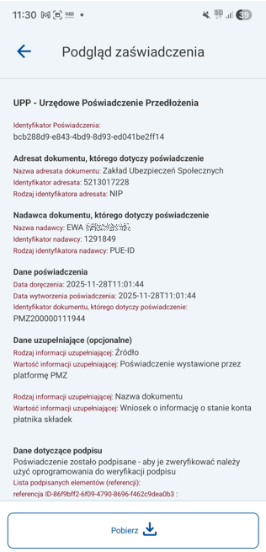 11:30
Podgląd zaświadczenia
UPP - Urzędowe Poświadczenie Przedłożenia
Identyfikator Poświadczenia:
bcb288d9-e843-4bd9-8d93-ed041be2ff14
Adresat dokumentu, którego dotyczy poświadczenie
Nazwa adresata dokumentu: Zakład Ubezpieczeń Społecznych
Identyfikator adresata: 5213017228
Rodzaj identyfikatora adresata: NIP
Nadawca dokumentu, którego dotyczy poświadczenie
Nazwa nadawcy: EWA
Identyfikator nadawcy: 1291849
Rodzaj identyfikatora nadawcy: PUE-ID
Dane poświadczenia
Data doręczenia: 2025-11-28T11:01:44
Data wytworzenia poświadczenia: 2025-11-28T11:01:44
Identyfikator dokumentu, którego dotyczy poświadczenie:
PMZ200000111944
Dane uzupełniające (opcjonalne)
Rodzaj informacji uzupełniającej: Źródło
Wartość informacji uzupełniającej: Poświadczenie wystawione przez
platformę PMZ
Rodzaj informacji uzupełniającej: Nazwa dokumentu
Wartość informacji uzupełniającej: Wniosek o informację o stanie konta
płatnika składek
Dane dotyczące podpisu
Poświadczenie zostało podpisane - aby je zweryfikować należy
użyć oprogramowania do weryfikacji podpisu
Lista podpisanych elementów (referencji):
referencja ID-86f9bff2-6f09-4790-8696-f462c9dea0b3 :
Pobierz